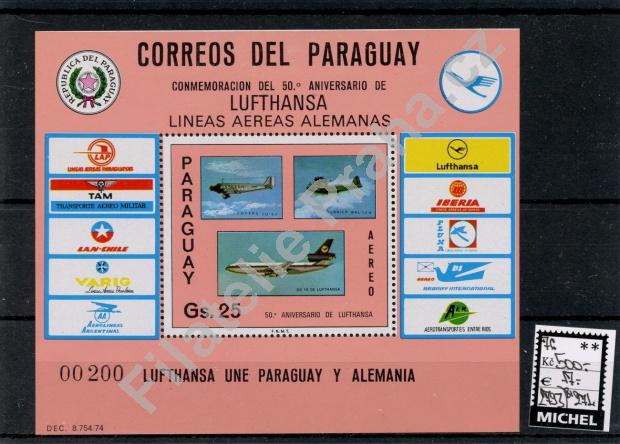 CORREOS DEL PARAGUAY
REPUBLICA DEL PARAGUAY
CONMEMORACION DEL 50.º ANIVERSARIO DE
LUFTHANSA
LINEAS AEREAS ALEMANAS
LAP
LINEAS AEREAS PARAGUAYAS
TAM
TRANSPORTE AEREO MILITAR
LAN-CHILE
VARIG
AA
AEROLINEAS
ARGENTINAS
PARAGUAY
AEREO
DC 10 DE LUFTHANSA
Gs. 25
50.º ANIVERSARIO DE LUFTHANSA
F.N.M.T.
Lufthansa
IBERIA
PLUNA
AER
AEROTRANSPORTES ENTRE RIOS
00200 LUFTHANSA UNE PARAGUAY Y ALEMANIA
DEC. 8.754/74
Filatelie Praha.cz
**
Kč 500.-
€ 17.-
MICHEL